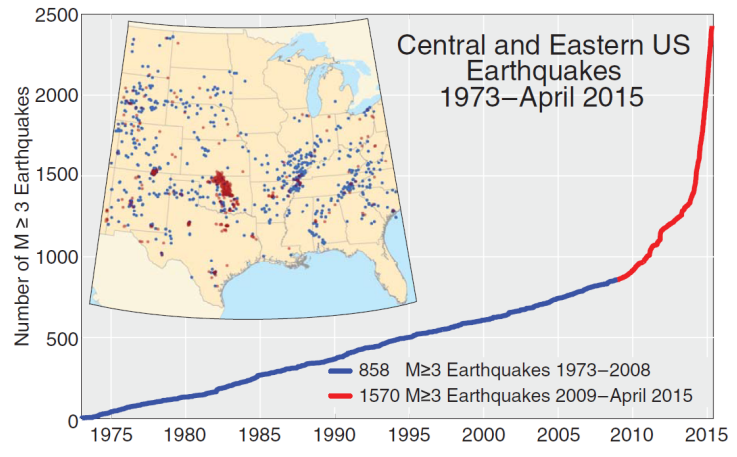 Central and Eastern US
Earthquakes
1973–April 2015
Number of M ≥ 3 Earthquakes
2500
2000
1500
1000
500
0
858 M≥3 Earthquakes 1973–2008
1570 M≥3 Earthquakes 2009–April 2015
1975 1980 1985 1990 1995 2000 2005 2010 2015